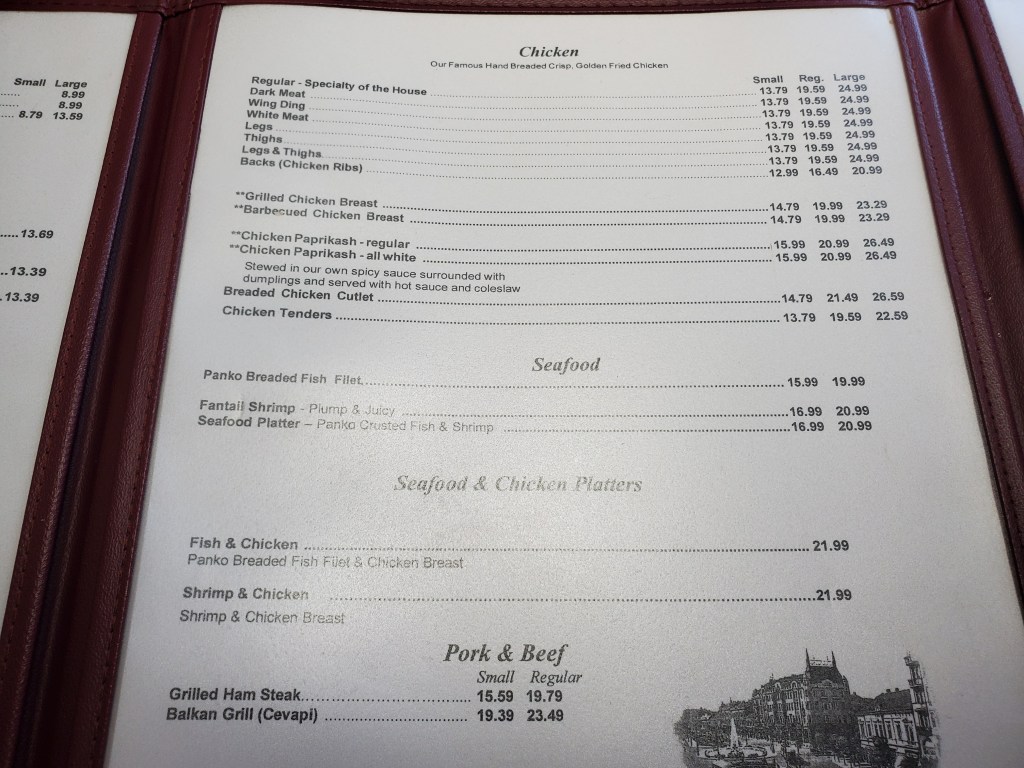 Small Large
8.99
8.99
8.79 13.59
13.69
13.39
13.39
Chicken
Our Famous Hand Breaded Crisp, Golden Fried Chicken
Small Reg. Large
Regular - Specialty of the House 13.79 19.59 24.99
Dark Meat 13.79 19.59 24.99
Wing Ding 13.79 19.59 24.99
White Meat 13.79 19.59 24.99
Legs 13.79 19.59 24.99
Thighs 13.79 19.59 24.99
Legs & Thighs 13.79 19.59 24.99
Backs (Chicken Ribs) 12.99 16.49 20.99
**Grilled Chicken Breast 14.79 19.99 23.29
**Barbecued Chicken Breast 14.79 19.99 23.29
**Chicken Paprikash - regular 15.99 20.99 26.49
**Chicken Paprikash - all white 15.99 20.99 26.49
Stewed in our own spicy sauce surrounded with
dumplings and served with hot sauce and coleslaw
Breaded Chicken Cutlet 14.79 21.49 26.59
Chicken Tenders 13.79 19.59 22.59
Seafood
Panko Breaded Fish Filet 15.99 19.99
Fantail Shrimp - Plump & Juicy 16.99 20.99
Seafood Platter – Panko Crusted Fish & Shrimp 16.99 20.99
Seafood & Chicken Platters
Fish & Chicken 21.99
Panko Breaded Fish Filet & Chicken Breast
Shrimp & Chicken 21.99
Shrimp & Chicken Breast
Pork & Beef
Small Regular
Grilled Ham Steak 15.59 19.79
Balkan Grill (Cevapi) 19.39 23.49